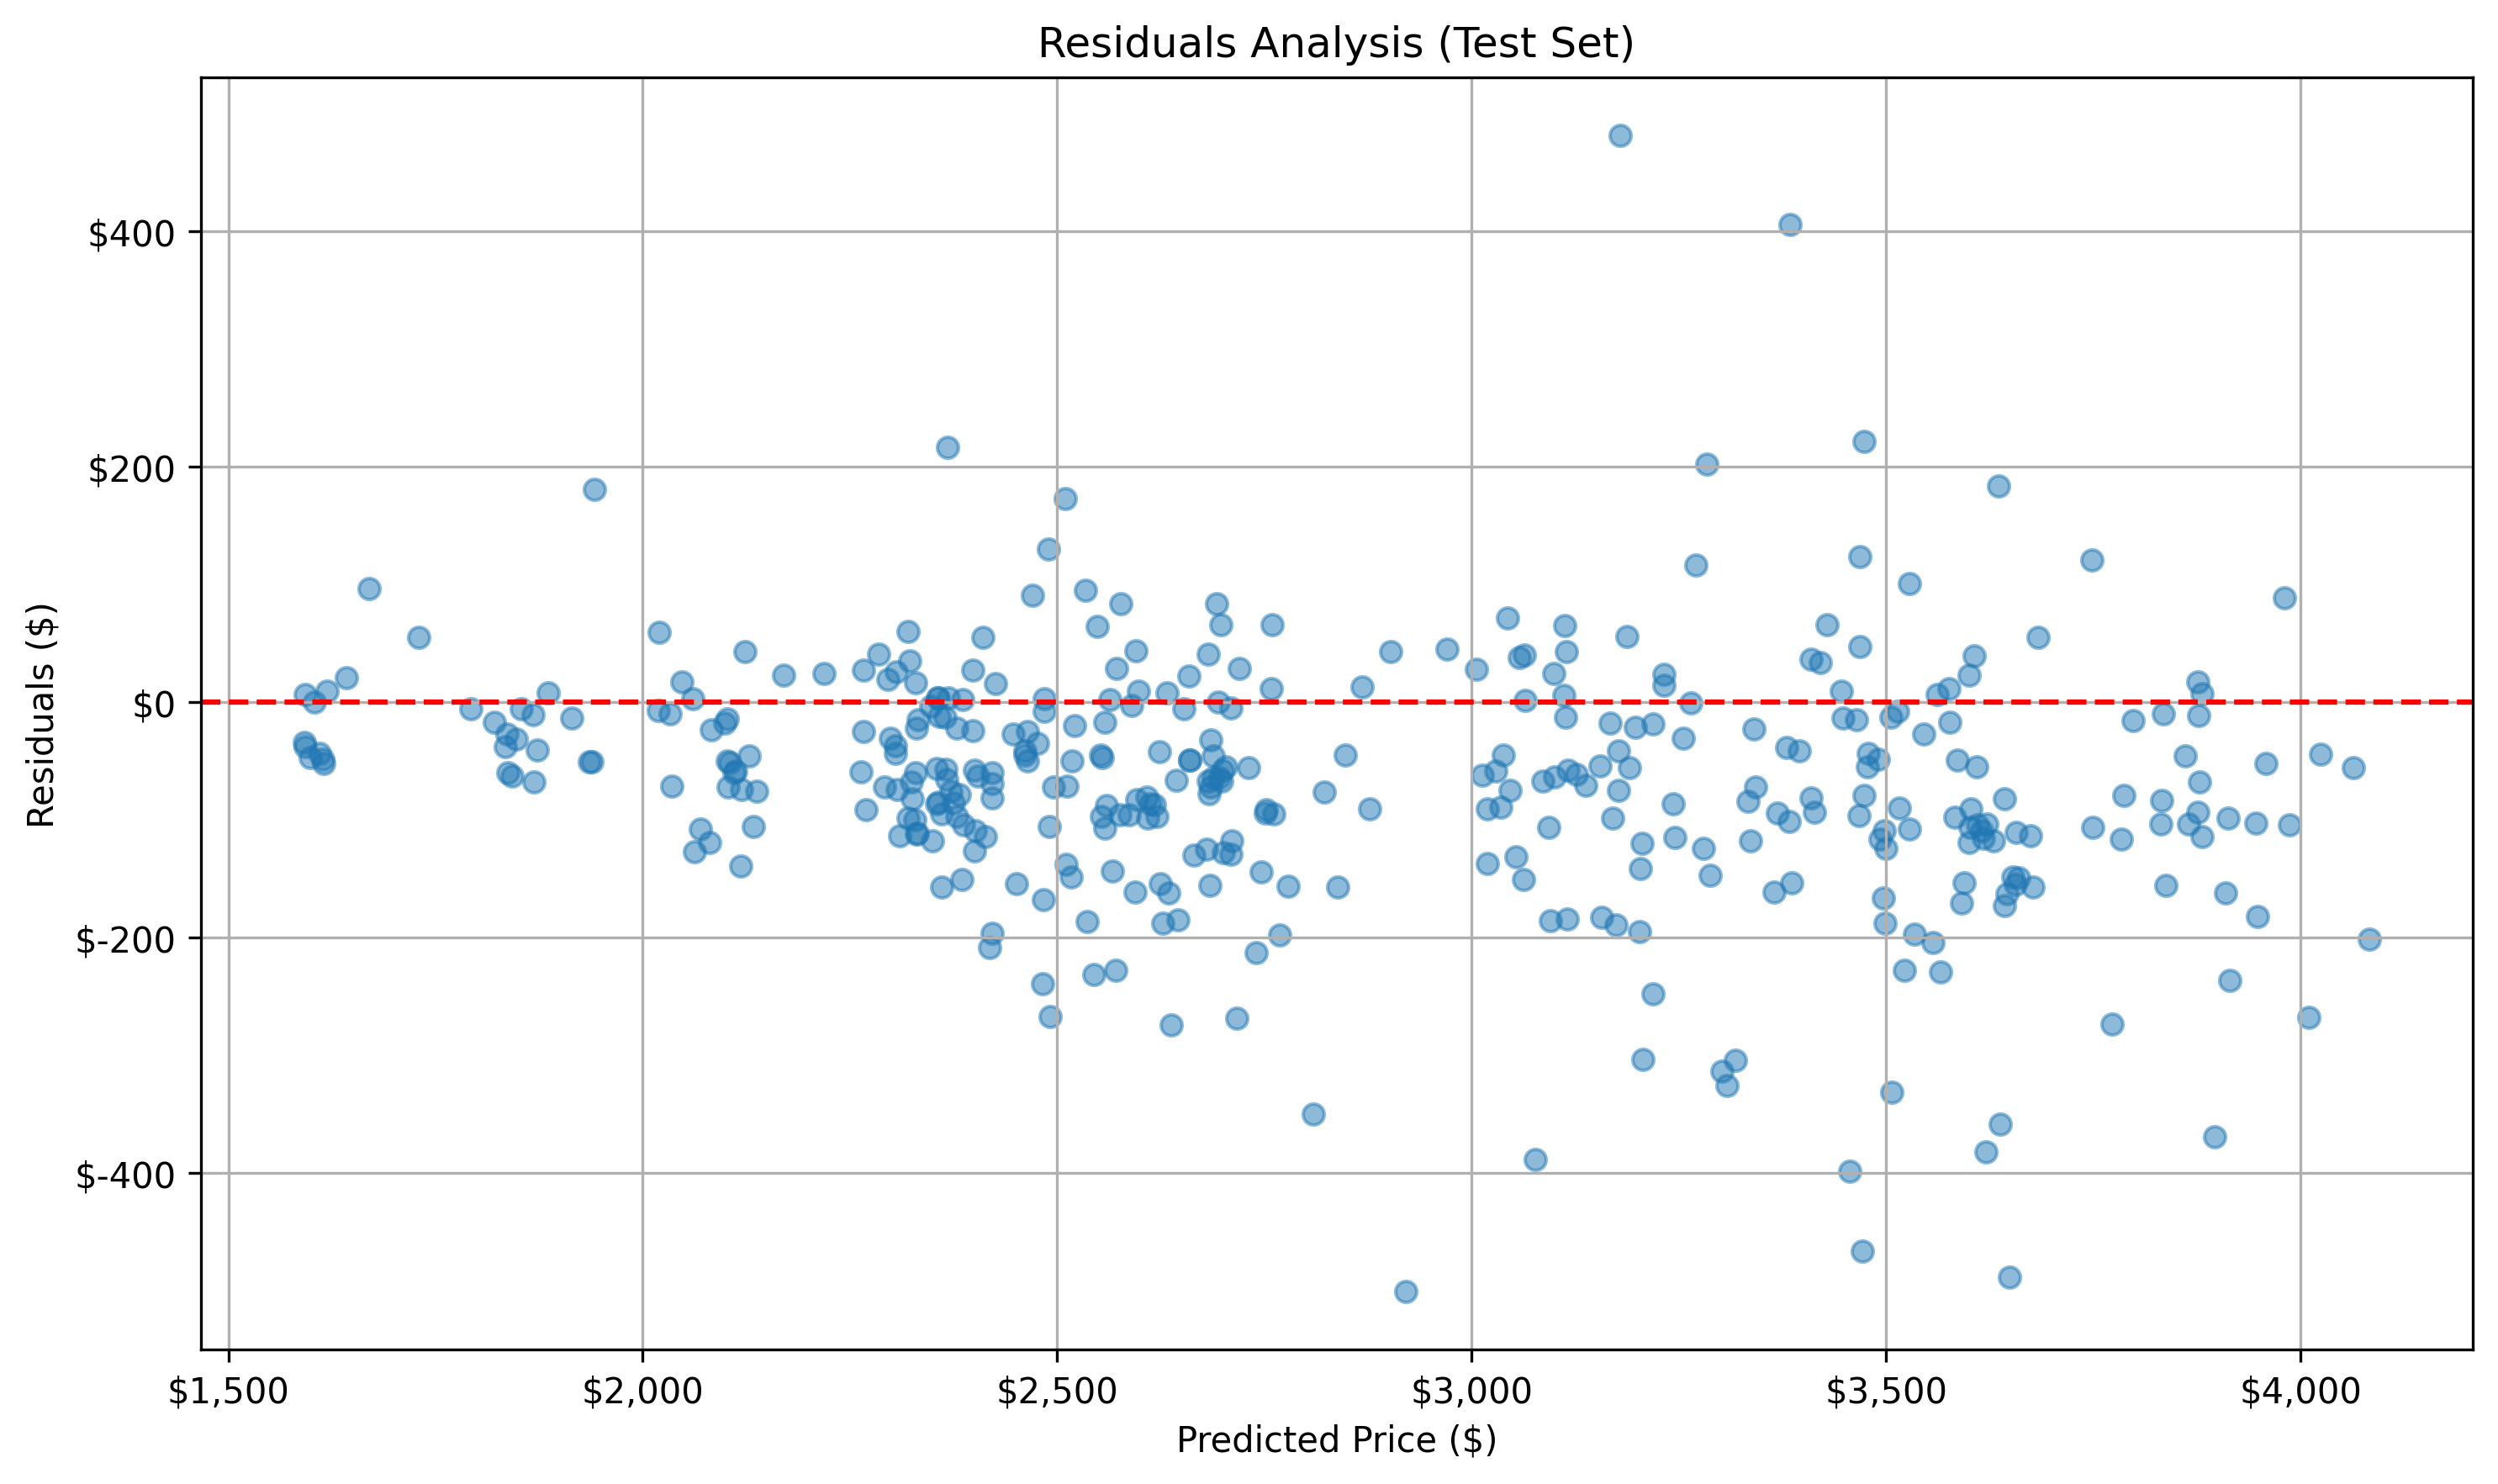 Residuals Analysis (Test Set)
Residuals ($)
$400
$200
$0
$-200
$-400
$1,500 $2,000 $2,500 $3,000 $3,500 $4,000
Predicted Price ($)